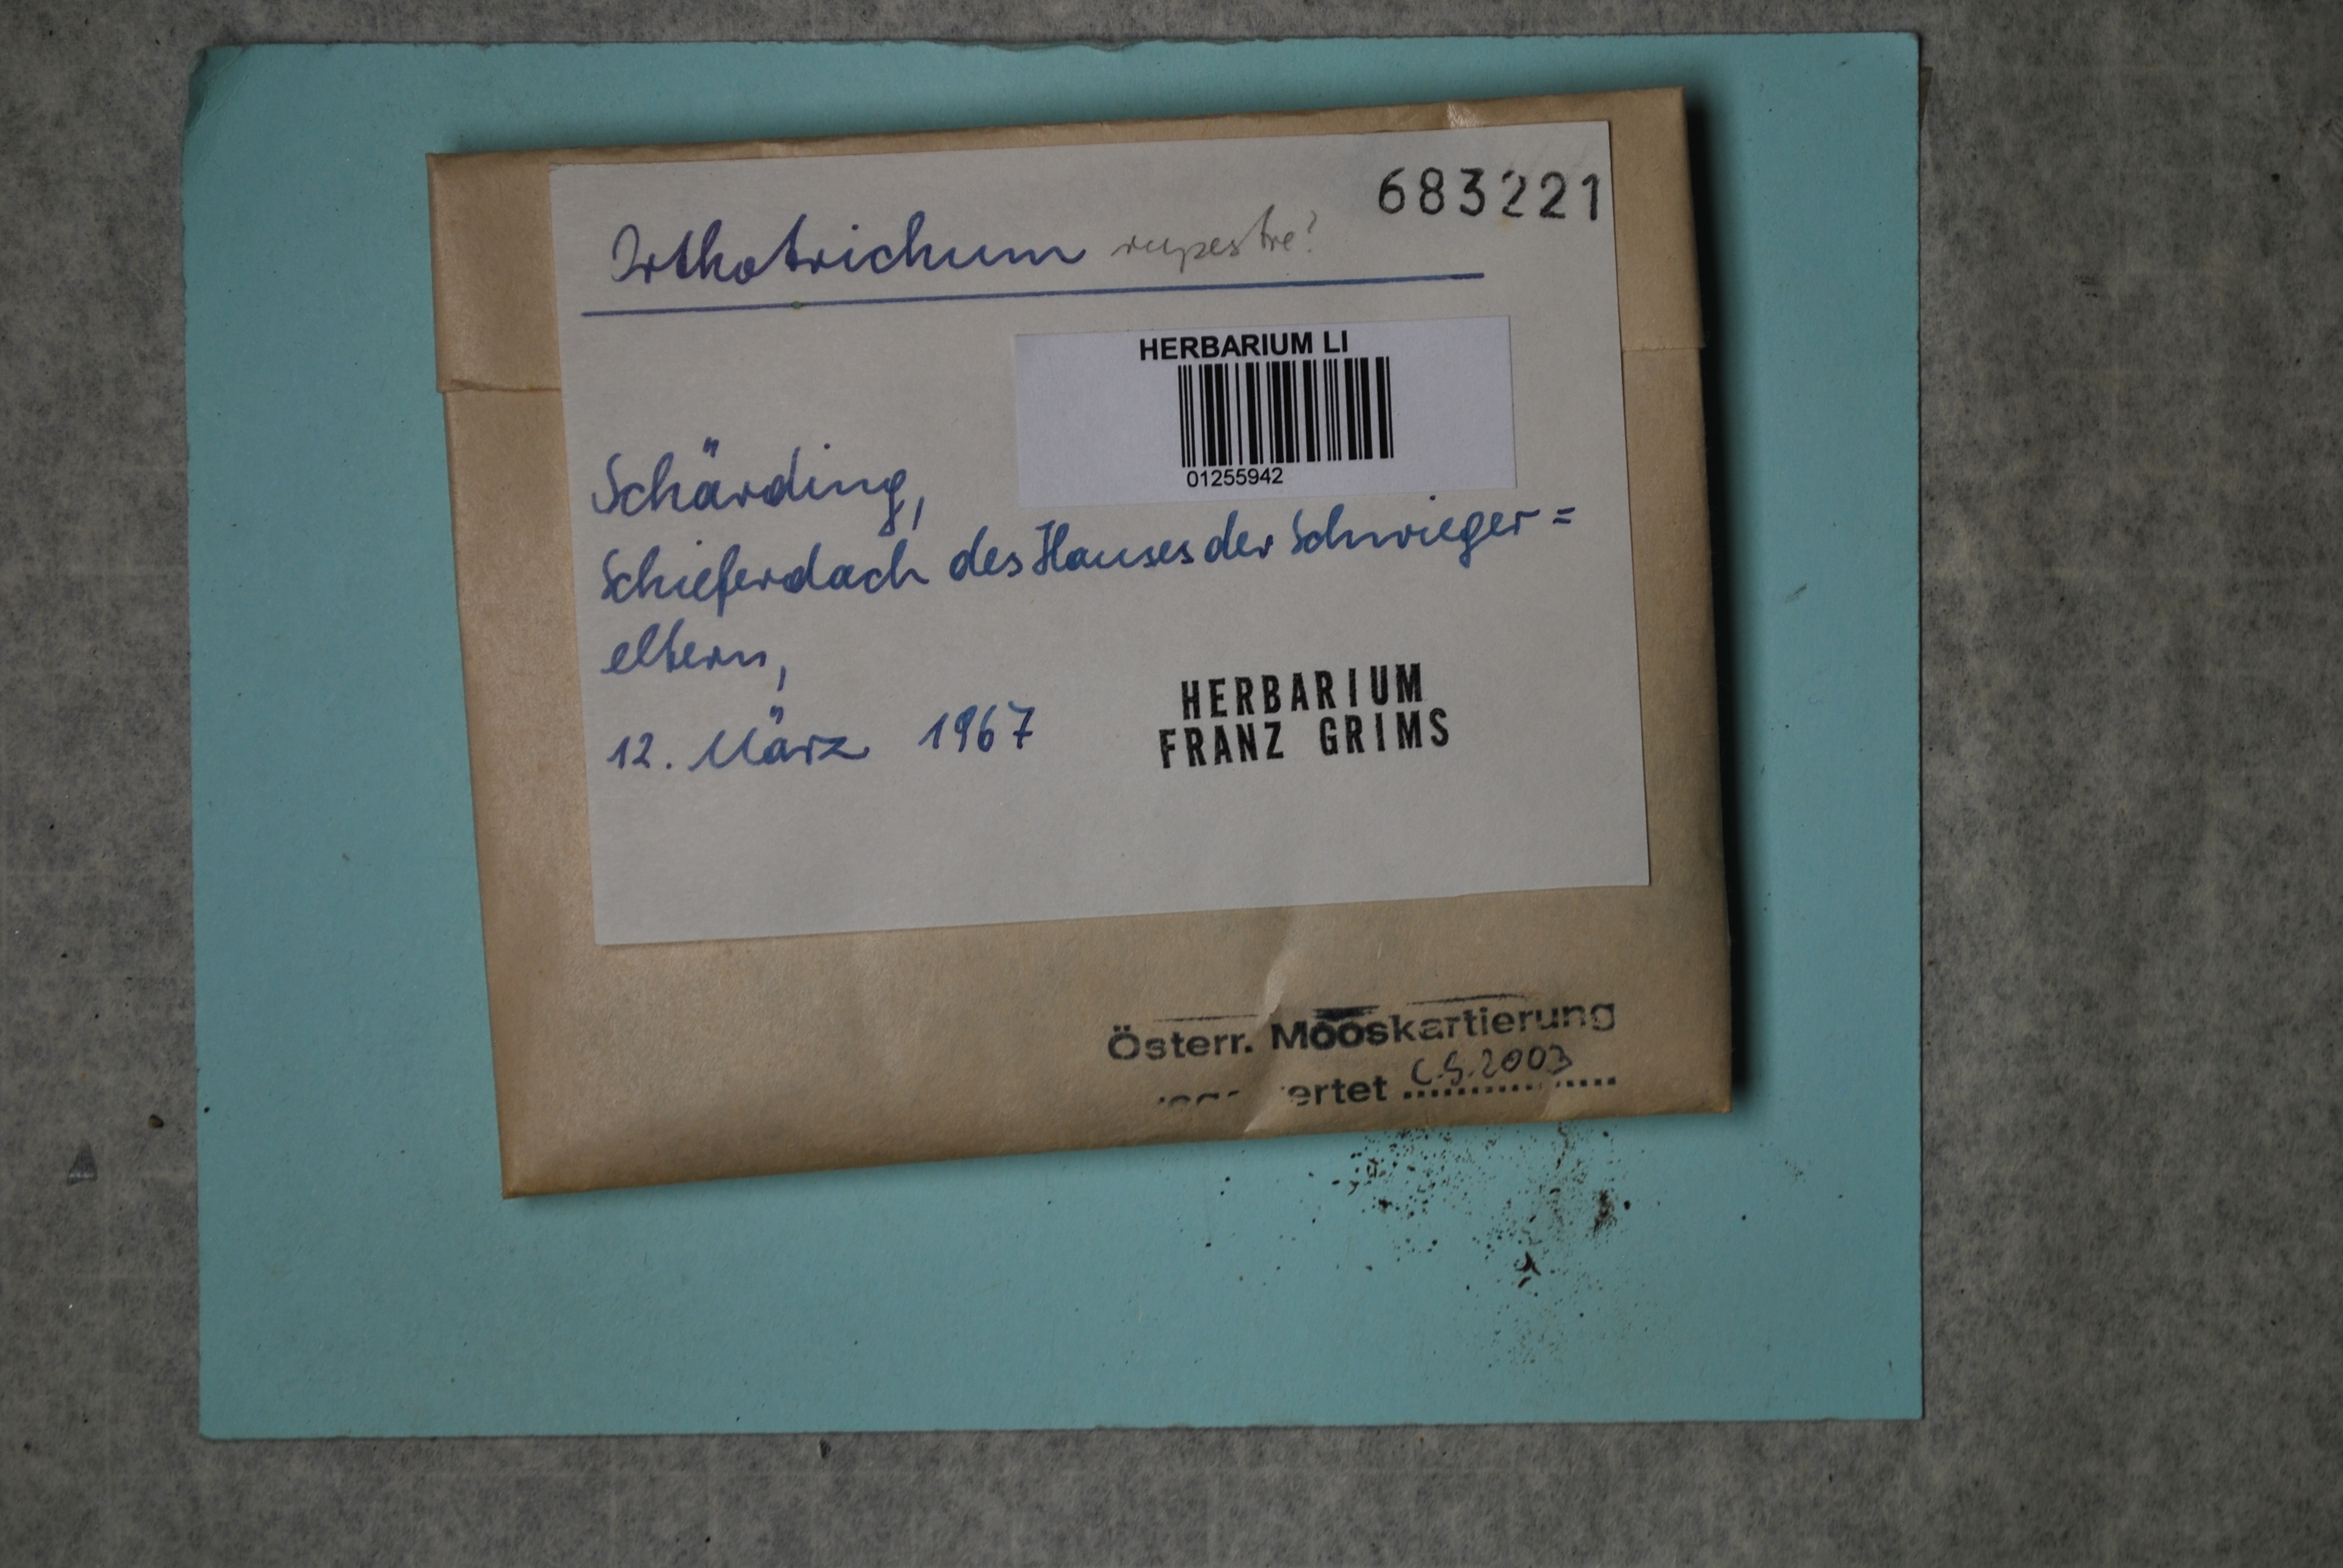 683221
Orthotrichum rupestre?
HERBARIUM LI
01255942
Schärding,
Schieferdach des Hauses der Schwieger=
eltern,
12. März 1967
HERBARIUM
FRANZ GRIMS
Österr. Mooskartierung
C.S. 2003